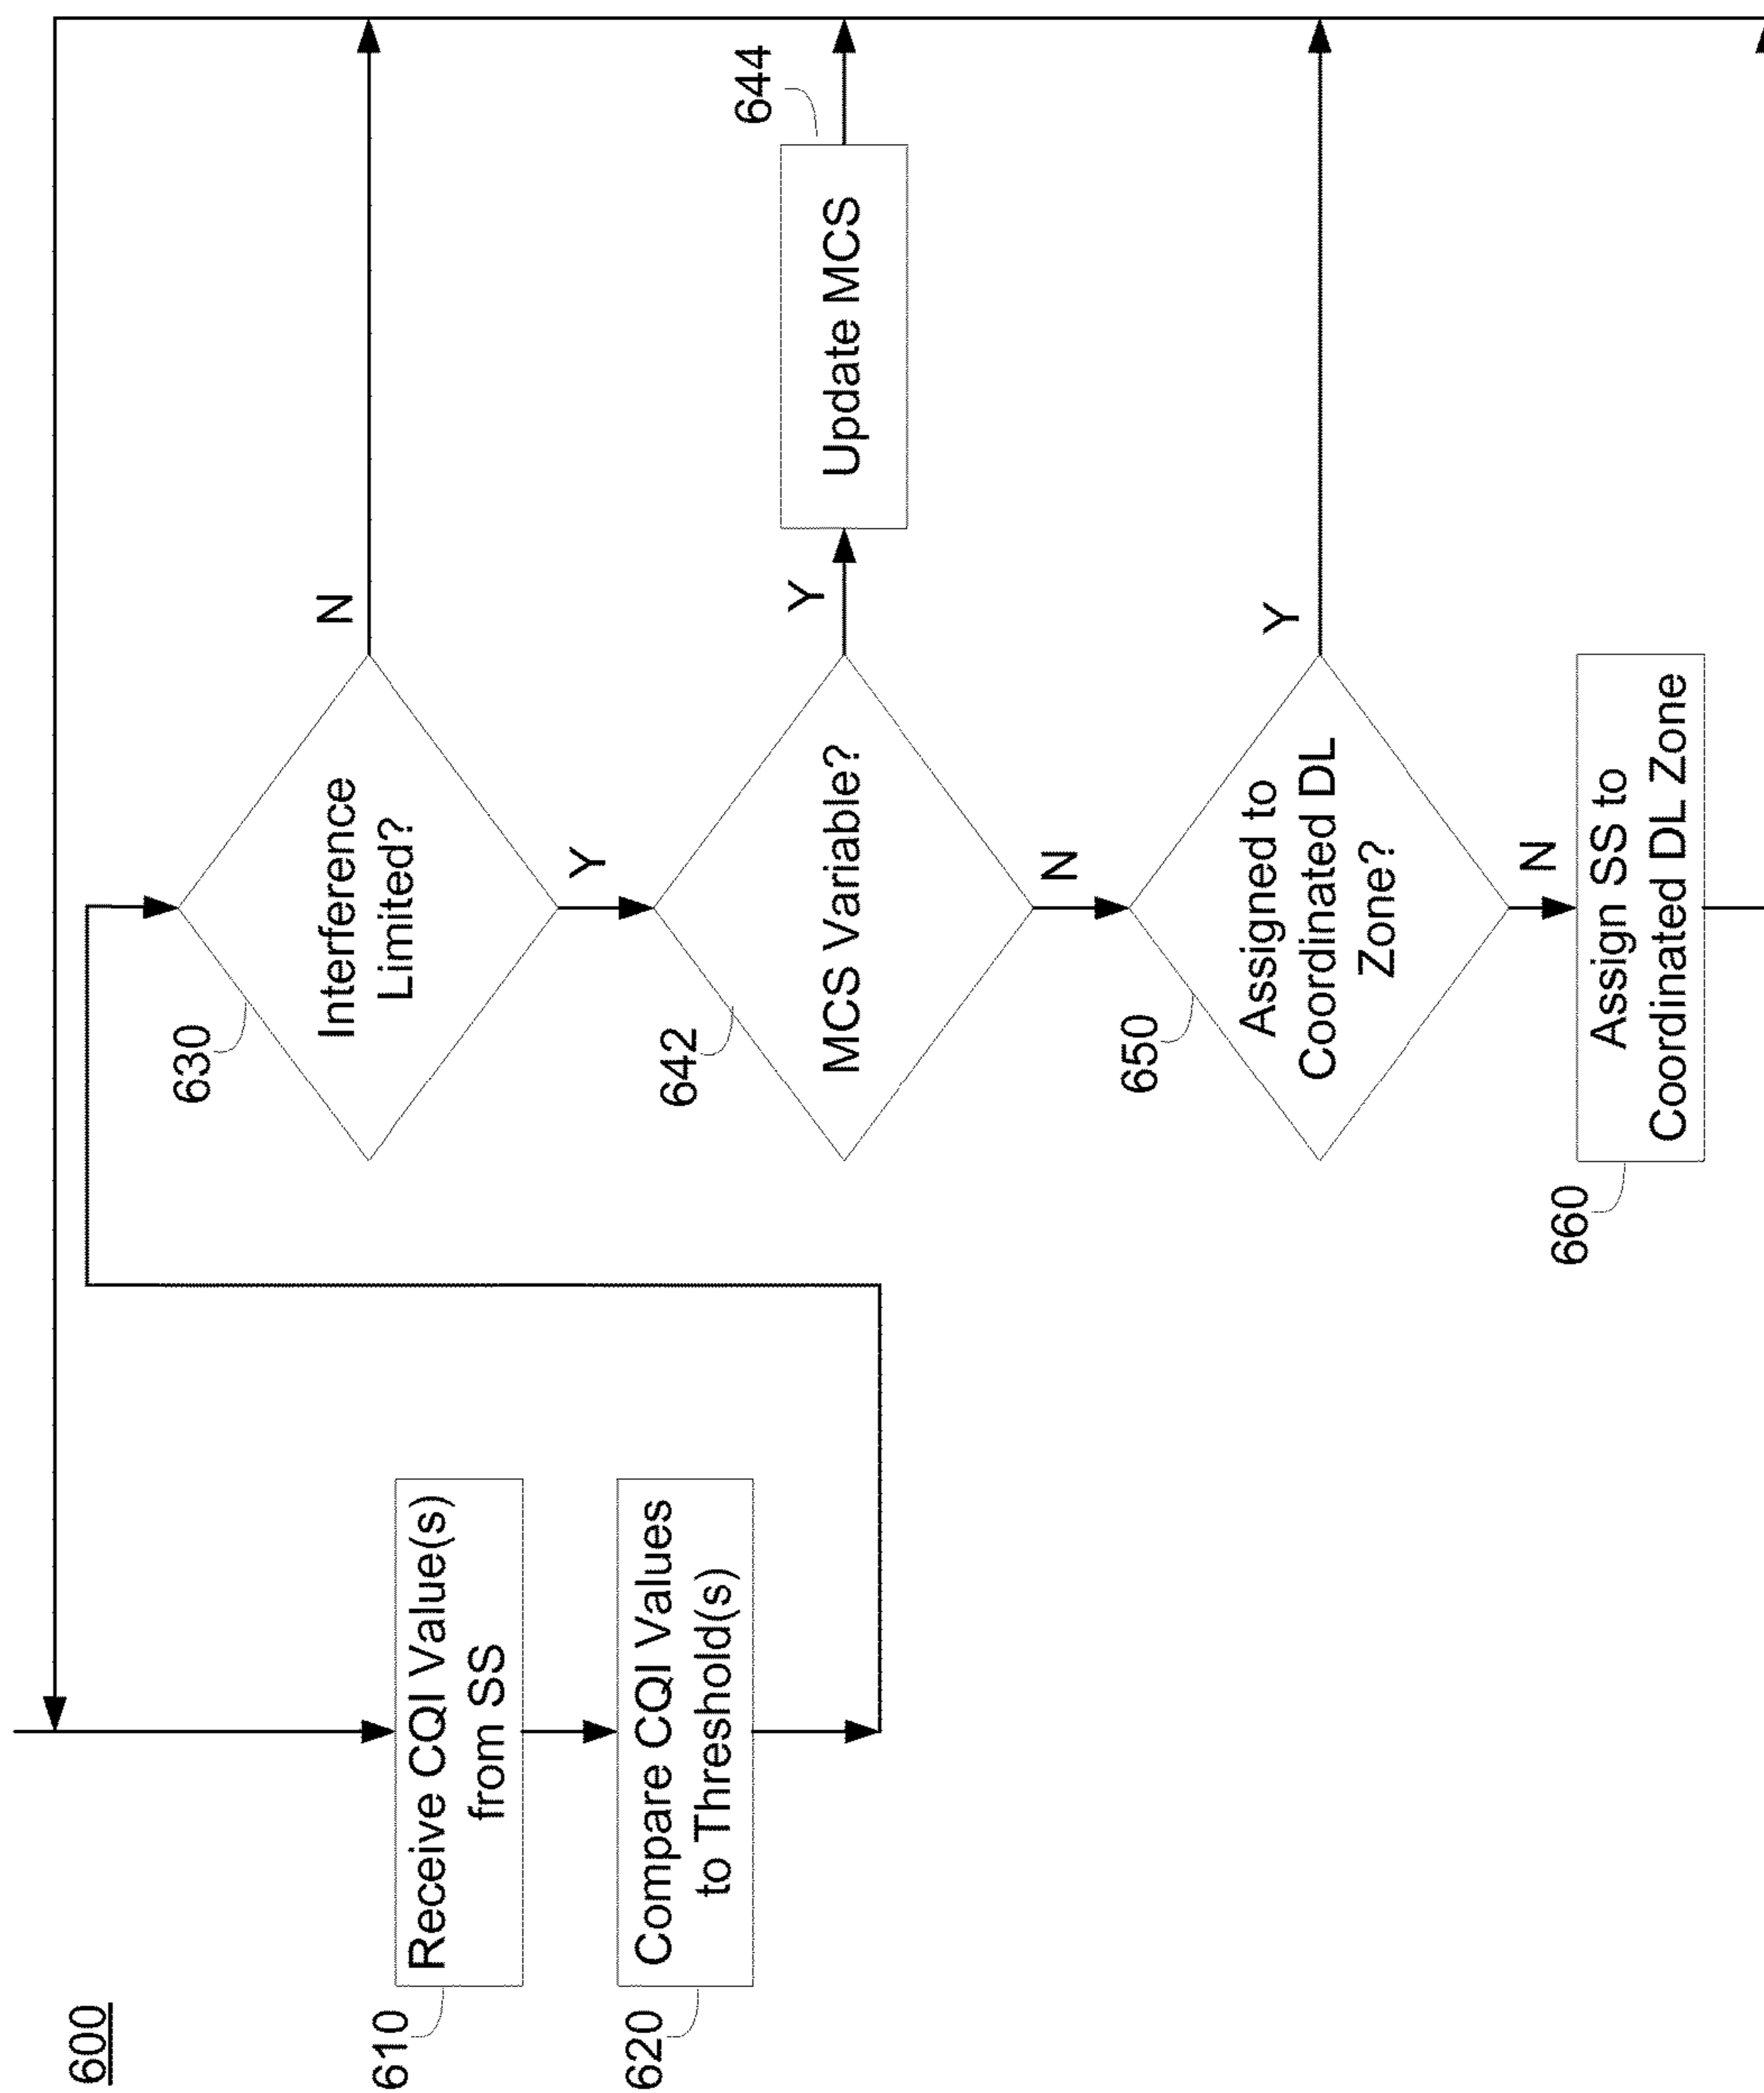 600
610
Receive CQI Value(s)
from SS
620
Compare CQI Values
to Threshold(s)
630
Interference
Limited?
N
Y
642
MCS Variable?
Y
644
Update MCS
N
650
Assigned to
Coordinated DL
Zone?
Y
N
660
Assign SS to
Coordinated DL Zone